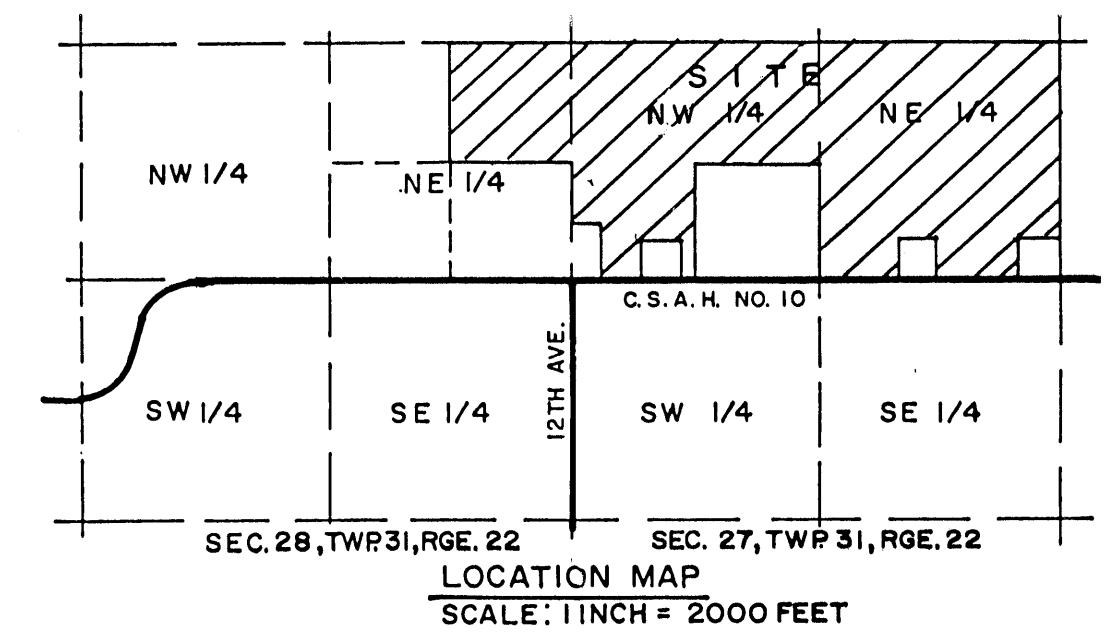 SITE
NW 1/4
NE 1/4
NW 1/4
NE 1/4
C.S.A.H. NO. 10
12TH AVE.
SW 1/4
SE 1/4
SW 1/4
SE 1/4
SEC. 28, TWP. 31, RGE. 22
SEC. 27, TWP. 31, RGE. 22
LOCATION MAP
SCALE: 1 INCH = 2000 FEET